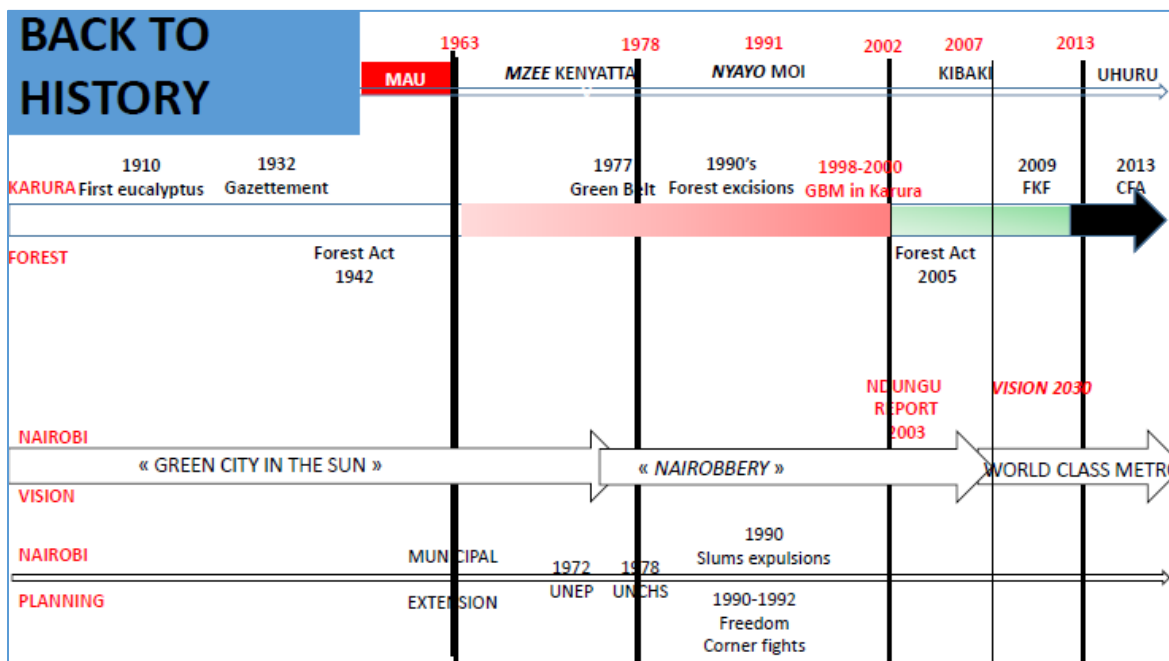 BACK TO
HISTORY
1963
1978
1991
2002
2007
2013
MAU
MZEE KENYATTA
NYAYO MOI
KIBAKI
UHURU
KARURA
1910
First eucalyptus
1932
Gazettement
1977
Green Belt
1990's
Forest excisions
1998-2000
GBM in Karura
2009
FKF
2013
CFA
FOREST
Forest Act
1942
Forest Act
2005
NDUNGU
REPORT
2003
VISION 2030
NAIROBI
« GREEN CITY IN THE SUN »
« NAIROBBERY »
WORLD CLASS METRO
VISION
NAIROBI
MUNICIPAL
1972
UNEP
1978
UNCHS
1990
Slums expulsions
PLANNING
EXTENSION
1990-1992
Freedom
Corner fights